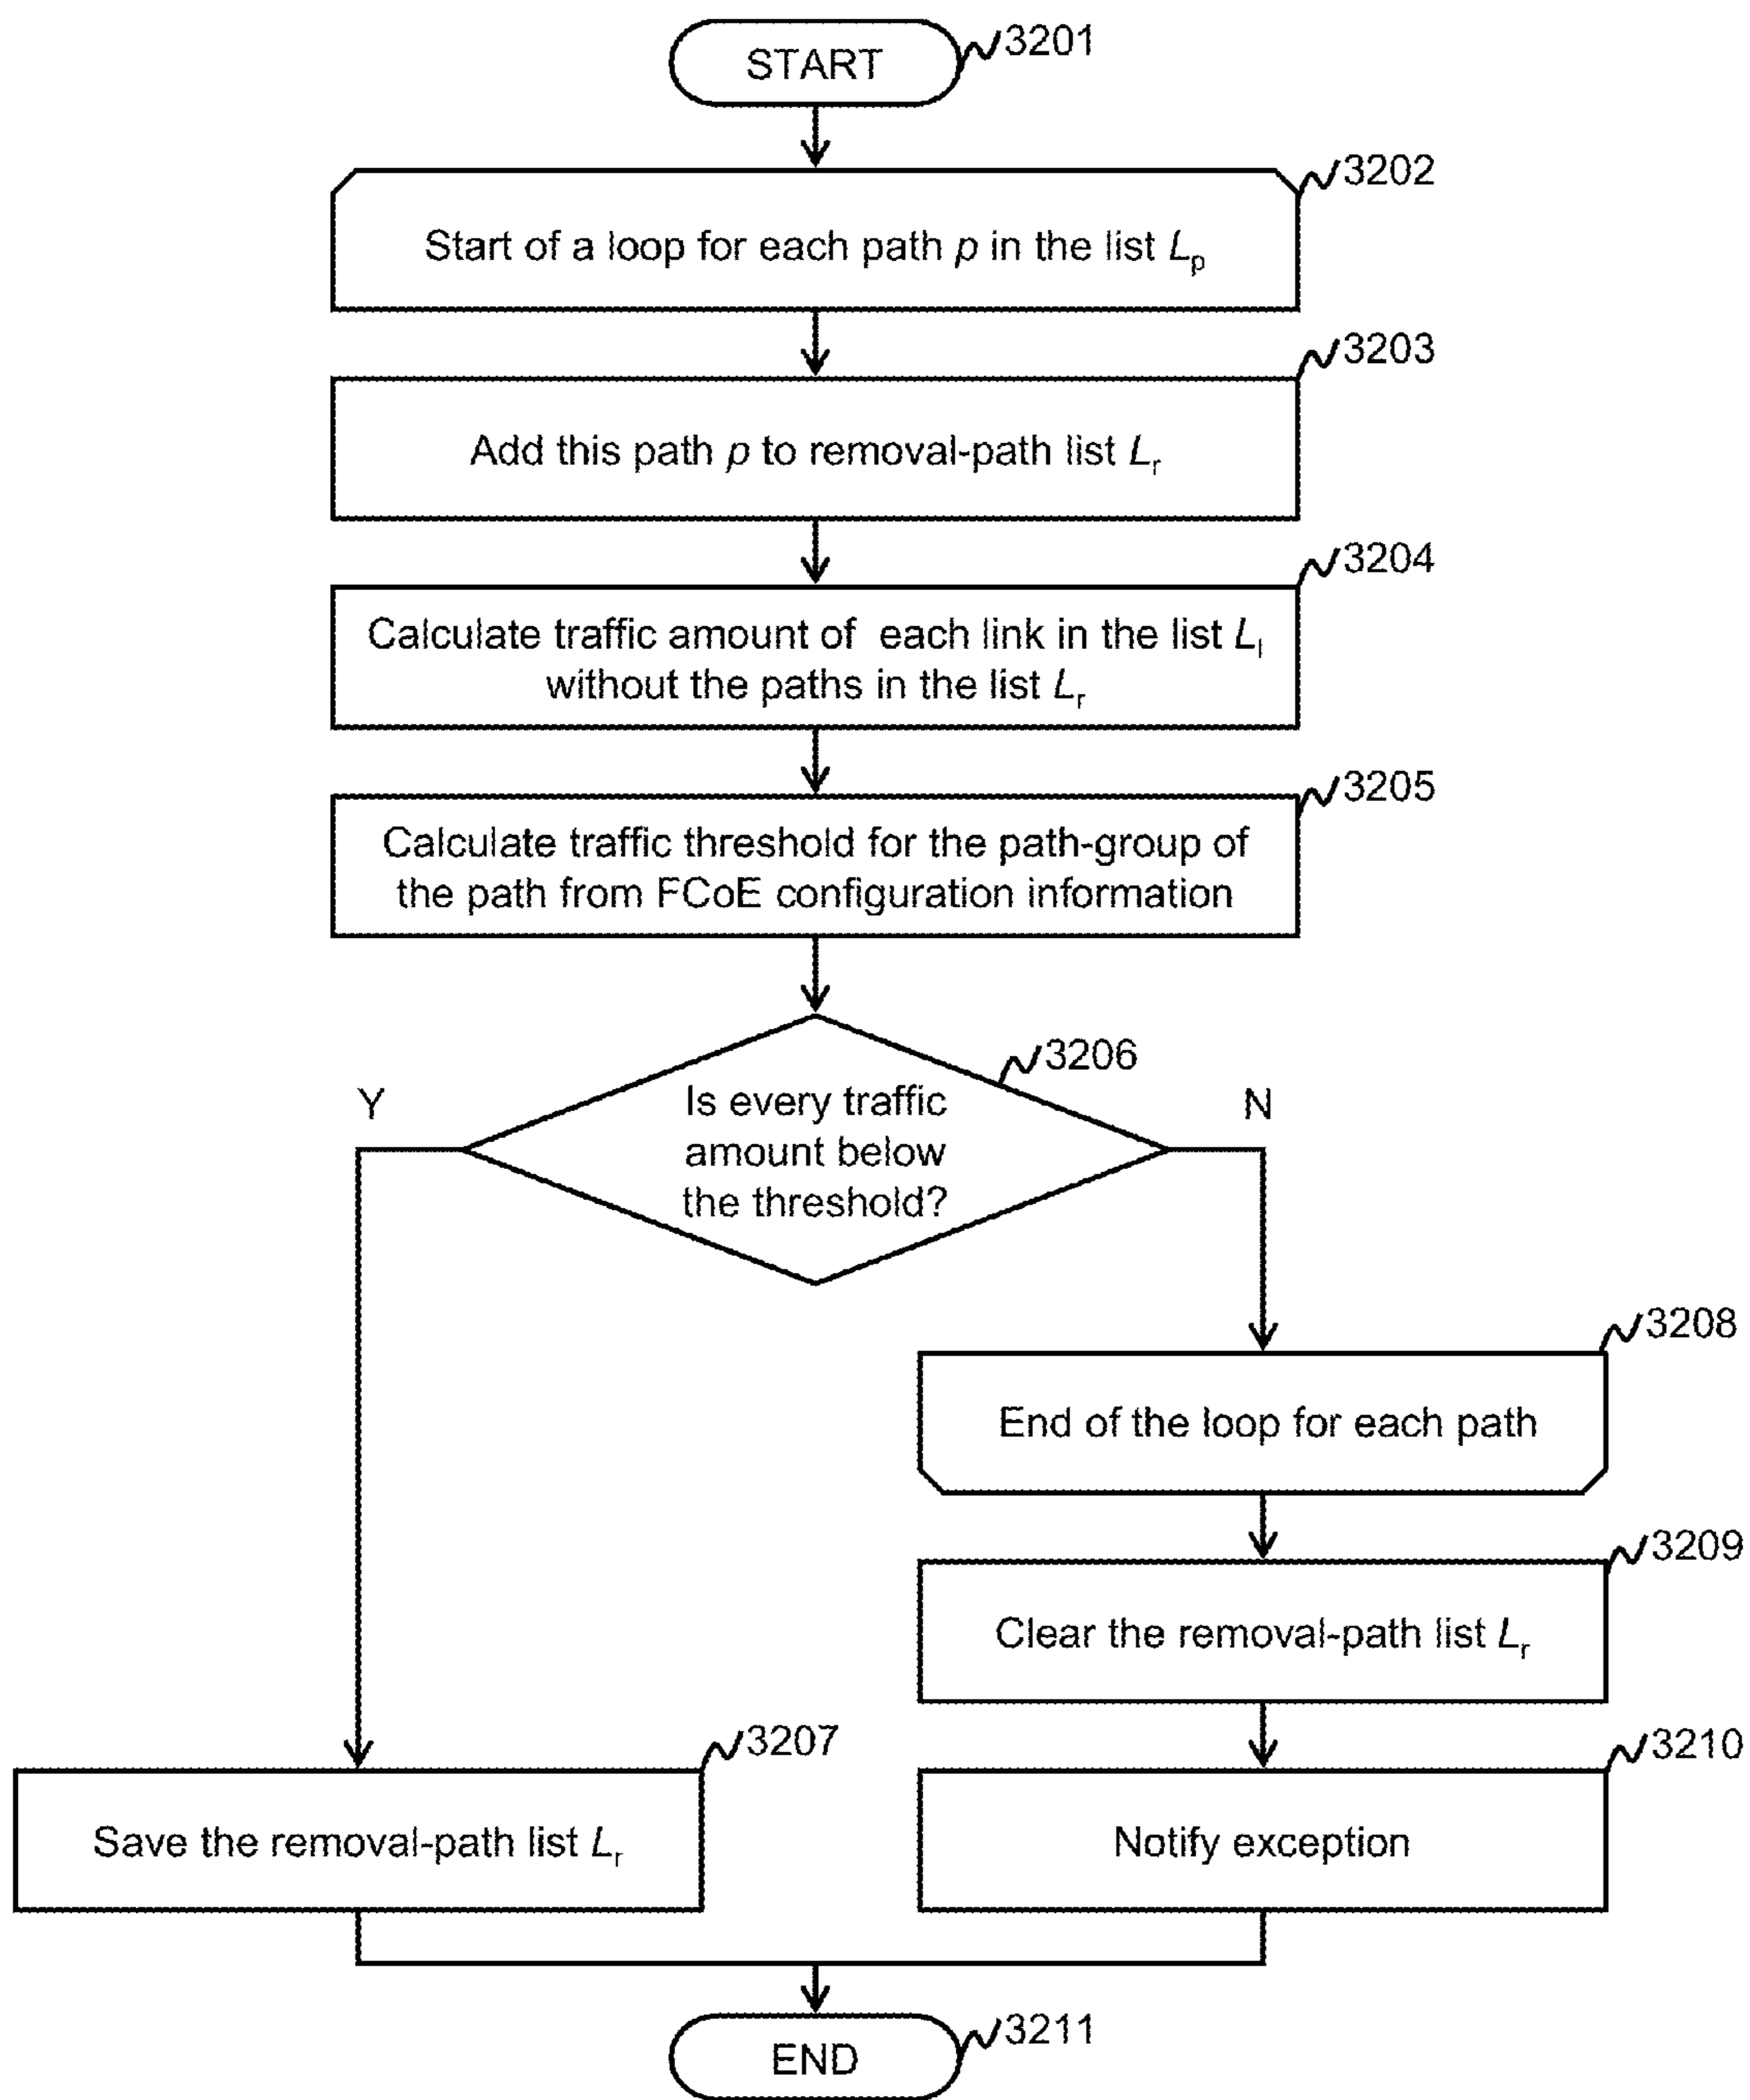 START
3201
3202
Start of a loop for each path p in the list Lp
3203
Add this path p to removal-path list Lr
3204
Calculate traffic amount of each link in the list Ll
without the paths in the list Lr
3205
Calculate traffic threshold for the path-group of
the path from FCoE configuration information
3206
Y
N
Is every traffic
amount below
the threshold?
3208
End of the loop for each path
3209
Clear the removal-path list Lr
3207
Save the removal-path list Lr
3210
Notify exception
END
3211